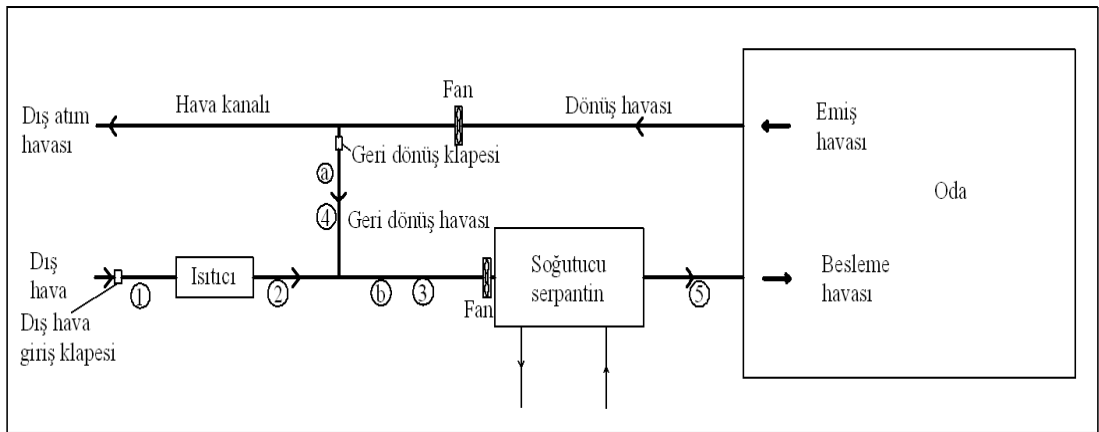 Dış atım
havası
Hava kanalı
Fan
Dönüş havası
Emiş
havası
Geri dönüş klapesi
a
4
Geri dönüş havası
Oda
Dış
hava
1
Isıtıcı
2
b
3
Fan
Soğutucu
serpantin
5
Besleme
havası
Dış hava
giriş klapesi